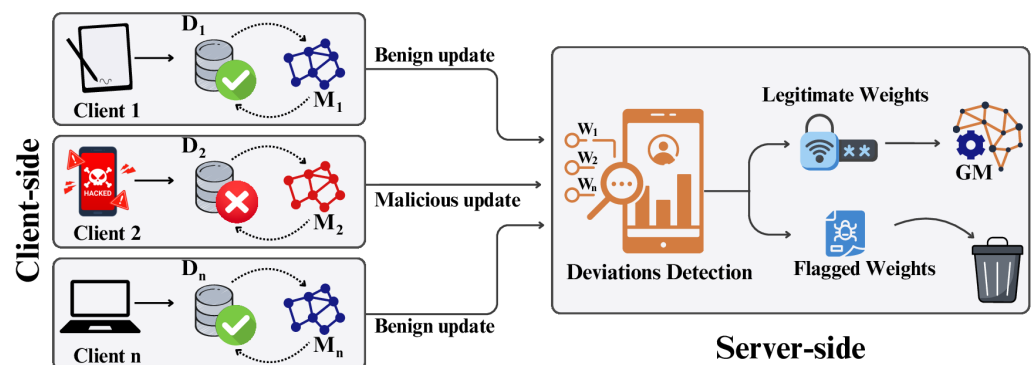 Client-side
D1
Client 1
M1
Benign update
D2
HACKED
Client 2
M2
Malicious update
Dn
Client n
Mn
Benign update
W1
W2
Wn
Deviations Detection
Legitimate Weights
**
GM
Flagged Weights
Server-side